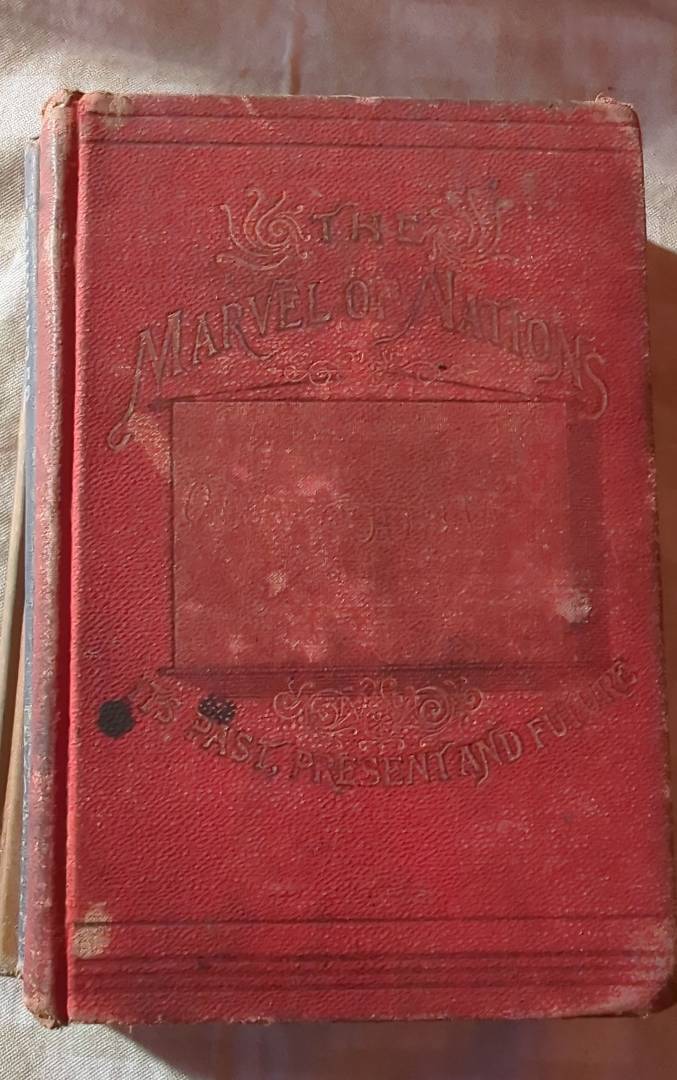 THE
MARVEL OF NATIONS
ITS PAST, PRESENT AND FUTURE